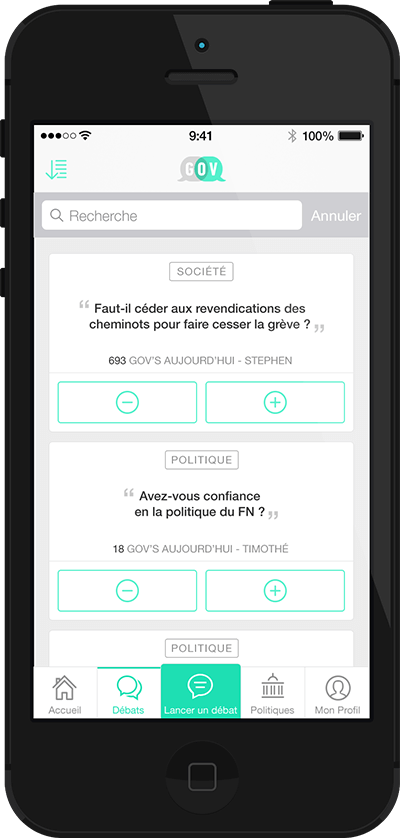 9:41
100%
GOV
Recherche
Annuler
SOCIÉTÉ
“ Faut-il céder aux revendications des
cheminots pour faire cesser la grève ? „
693 GOV'S AUJOURD'HUI - STEPHEN
POLITIQUE
“ Avez-vous confiance
en la politique du FN ? „
18 GOV'S AUJOURD'HUI - TIMOTHÉ
POLITIQUE
Accueil
Débats
Lancer un débat
Politiques
Mon Profil